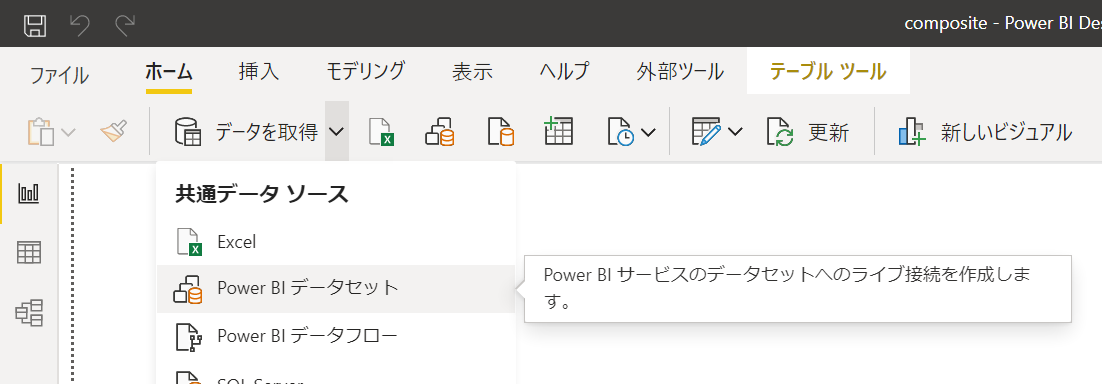 composite - Power BI De
ファイル ホーム 挿入 モデリング 表示 ヘルプ 外部ツール テーブル ツール
データを取得 更新 新しいビジュアル
共通データ ソース
Excel
Power BI データセット
Power BI サービスのデータセットへのライブ接続を作成しま
す。
Power BI データフロー
SQL Server